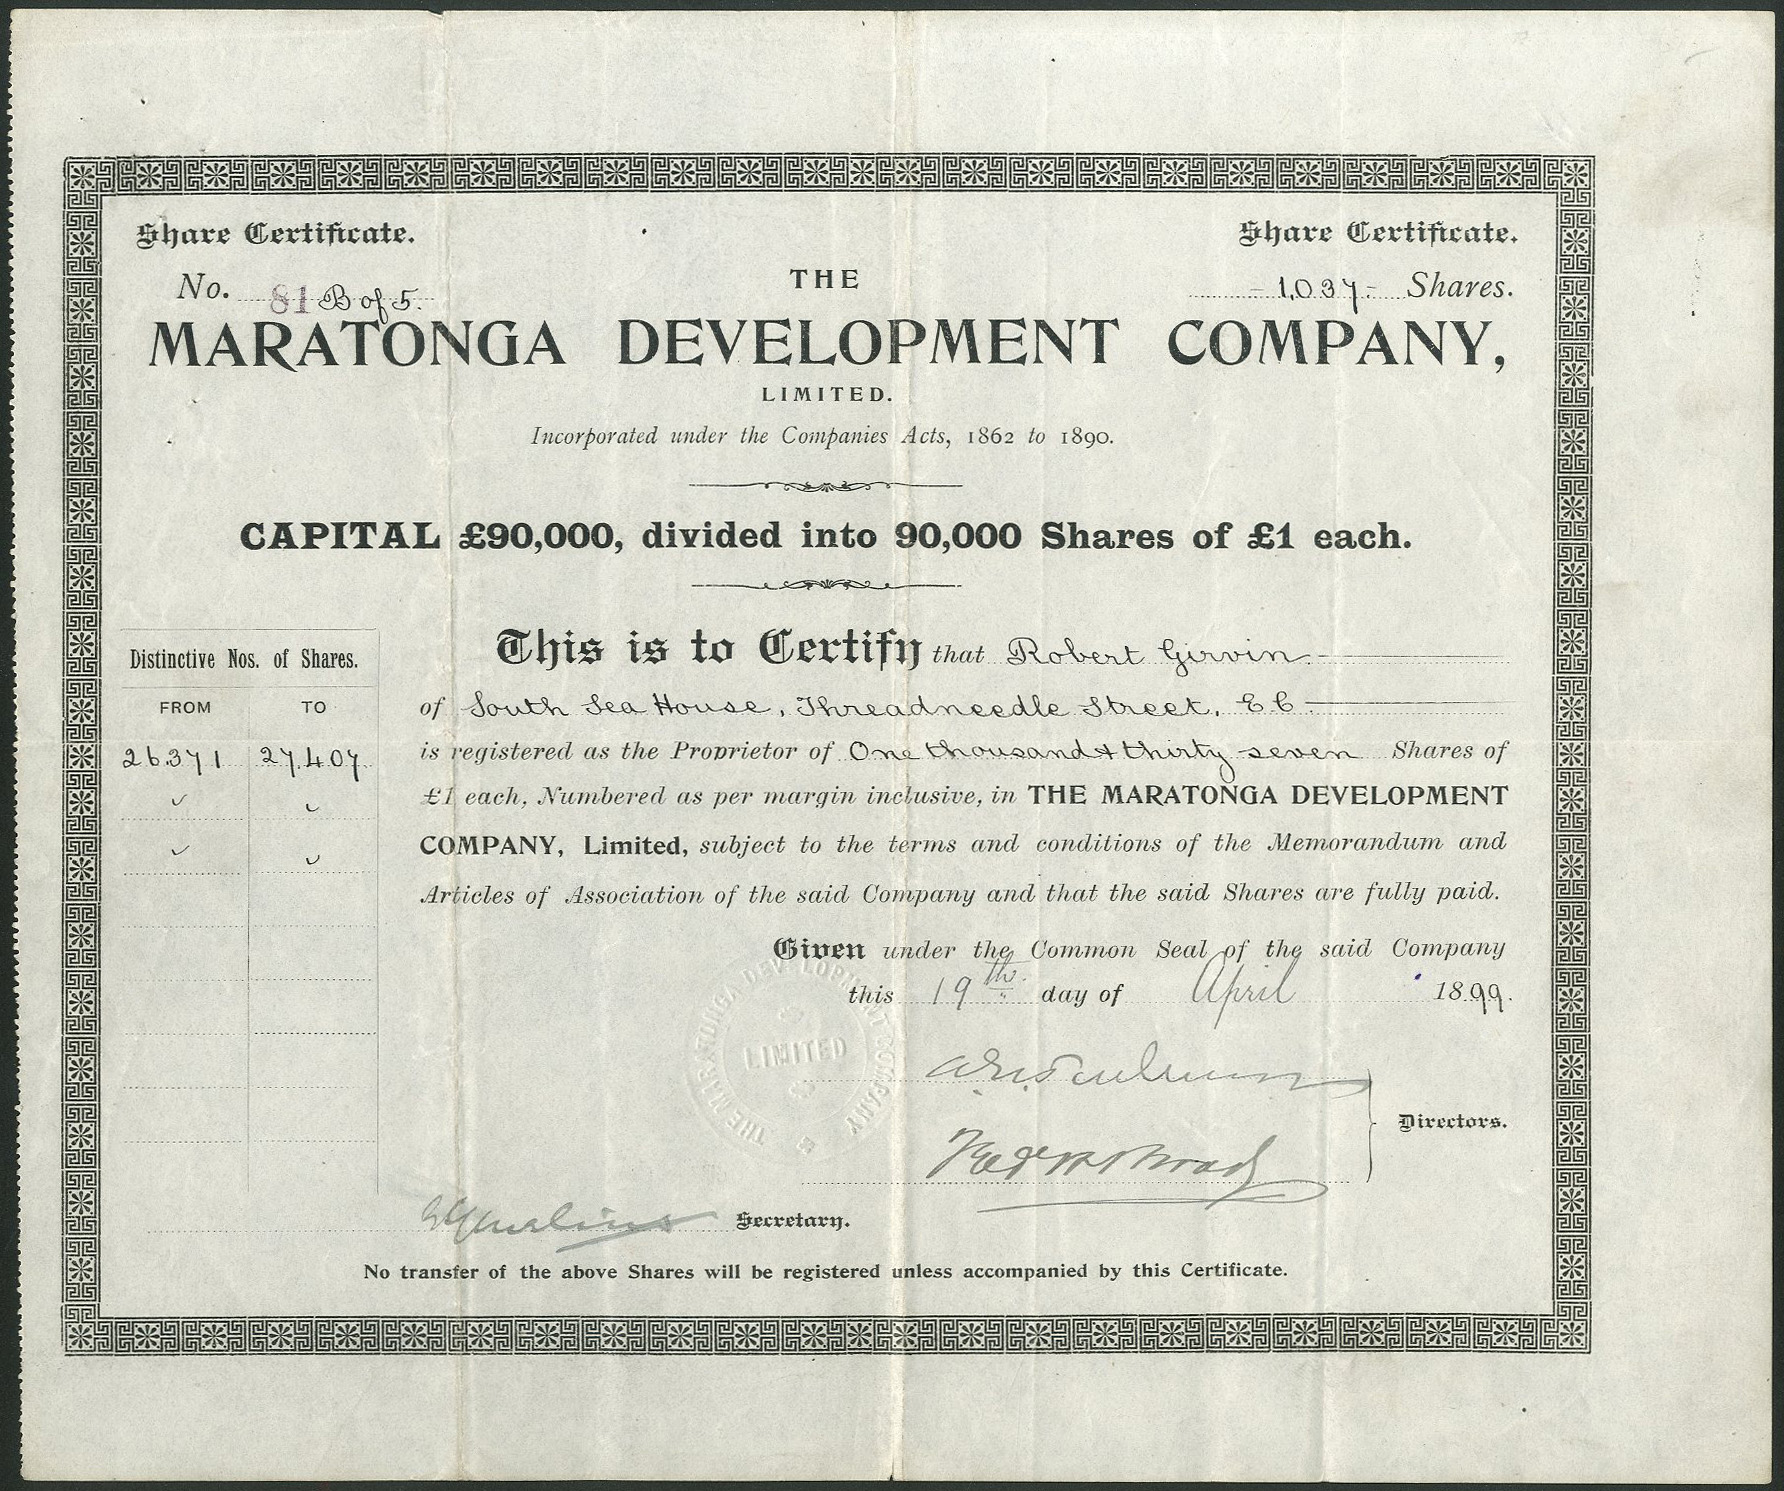 Share Certificate.
Share Certificate.
No. 81 B of 5.
- 1,037 - Shares.
THE
MARATONGA DEVELOPMENT COMPANY,
LIMITED.
Incorporated under the Companies Acts, 1862 to 1890.
CAPITAL £90,000, divided into 90,000 Shares of £1 each.
Distinctive Nos. of Shares.
FROM TO
26.371 27.407
This is to Certify that Robert Girvin
of South Sea House, Threadneedle Street, E C
is registered as the Proprietor of One thousand & thirty seven Shares of
£1 each, Numbered as per margin inclusive, in THE MARATONGA DEVELOPMENT
COMPANY, Limited, subject to the terms and conditions of the Memorandum and
Articles of Association of the said Company and that the said Shares are fully paid.
Given under the Common Seal of the said Company
this 19th day of April 1899.
THE MARATONGA DEVELOPMENT COMPANY
LIMITED
Directors.
Secretary.
No transfer of the above Shares will be registered unless accompanied by this Certificate.